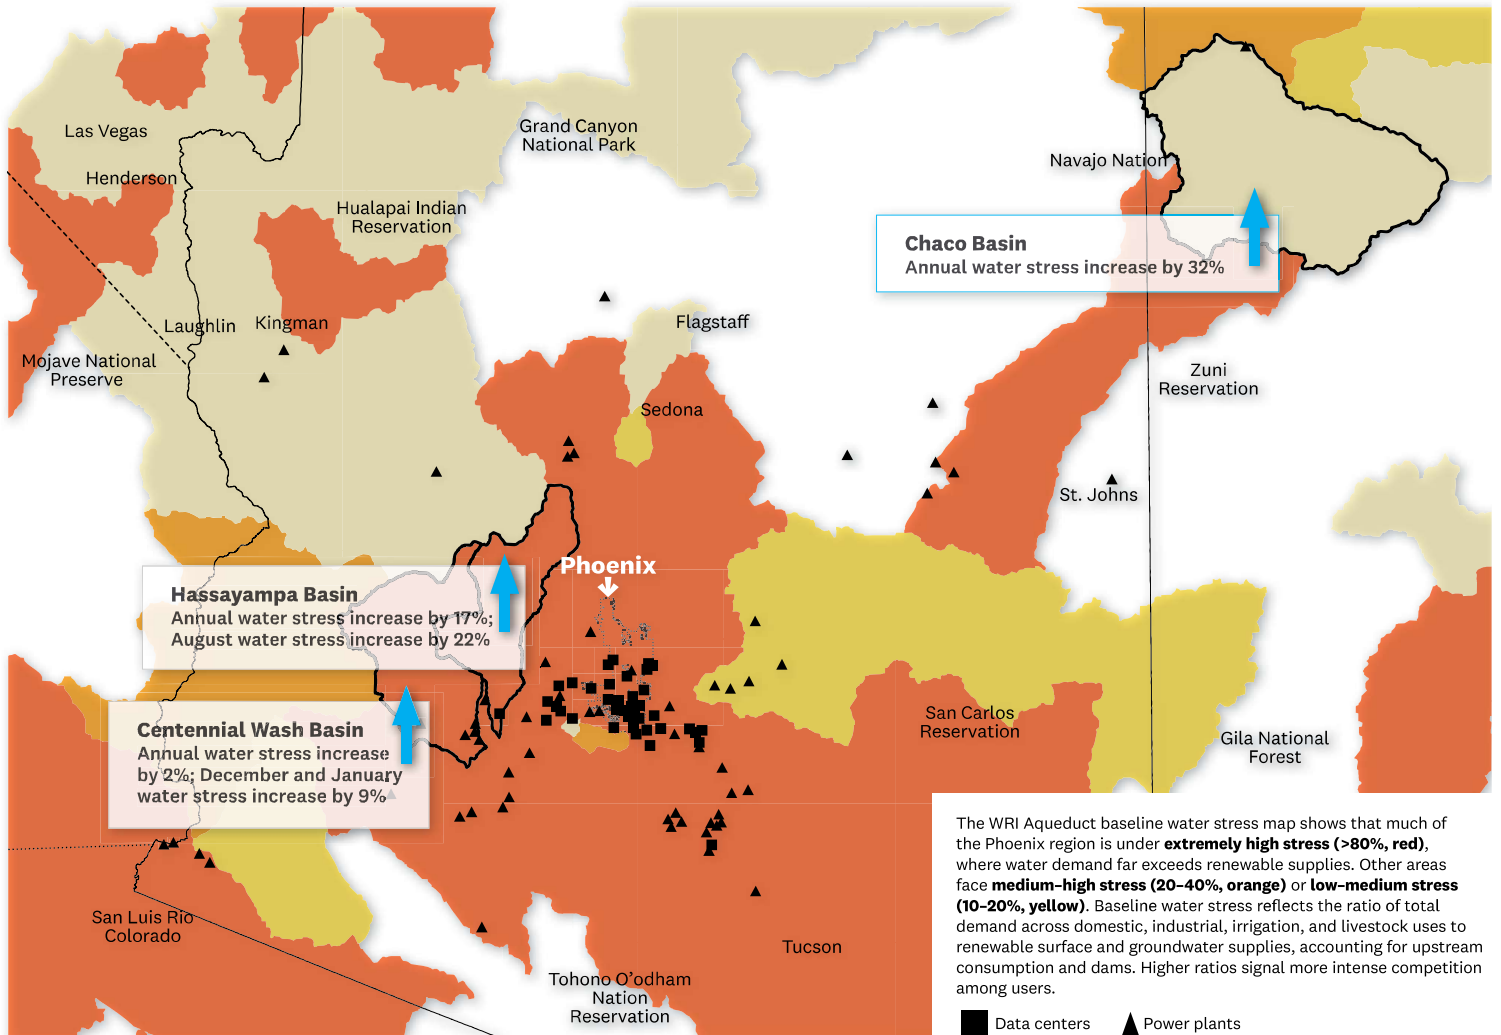 Las Vegas
Grand Canyon
National Park
Henderson
Navajo Nation
Hualapai Indian
Reservation
Chaco Basin
Annual water stress increase by 32%
Laughlin
Kingman
Flagstaff
Mojave National
Preserve
Zuni
Reservation
Sedona
St. Johns
Phoenix
Hassayampa Basin
Annual water stress increase by 17%;
August water stress increase by 22%
Centennial Wash Basin
Annual water stress increase
by 2%; December and January
water stress increase by 9%
San Carlos
Reservation
Gila National
Forest
San Luis Rio
Colorado
Tucson
Tohono O’odham
Nation
Reservation
The WRI Aqueduct baseline water stress map shows that much of
the Phoenix region is under extremely high stress (>80%, red),
where water demand far exceeds renewable supplies. Other areas
face medium–high stress (20–40%, orange) or low–medium stress
(10–20%, yellow). Baseline water stress reflects the ratio of total
demand across domestic, industrial, irrigation, and livestock uses to
renewable surface and groundwater supplies, accounting for upstream
consumption and dams. Higher ratios signal more intense competition
among users.
Data centers
Power plants